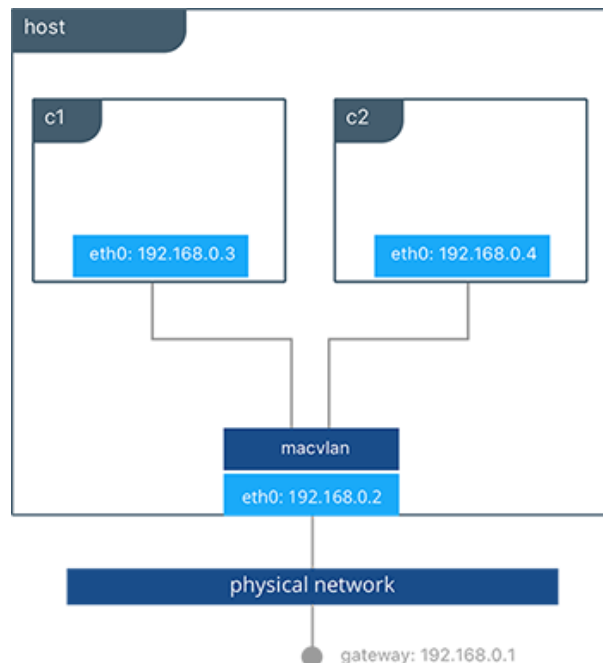 host
c1
c2
eth0: 192.168.0.3
eth0: 192.168.0.4
macvlan
eth0: 192.168.0.2
physical network
gateway: 192.168.0.1